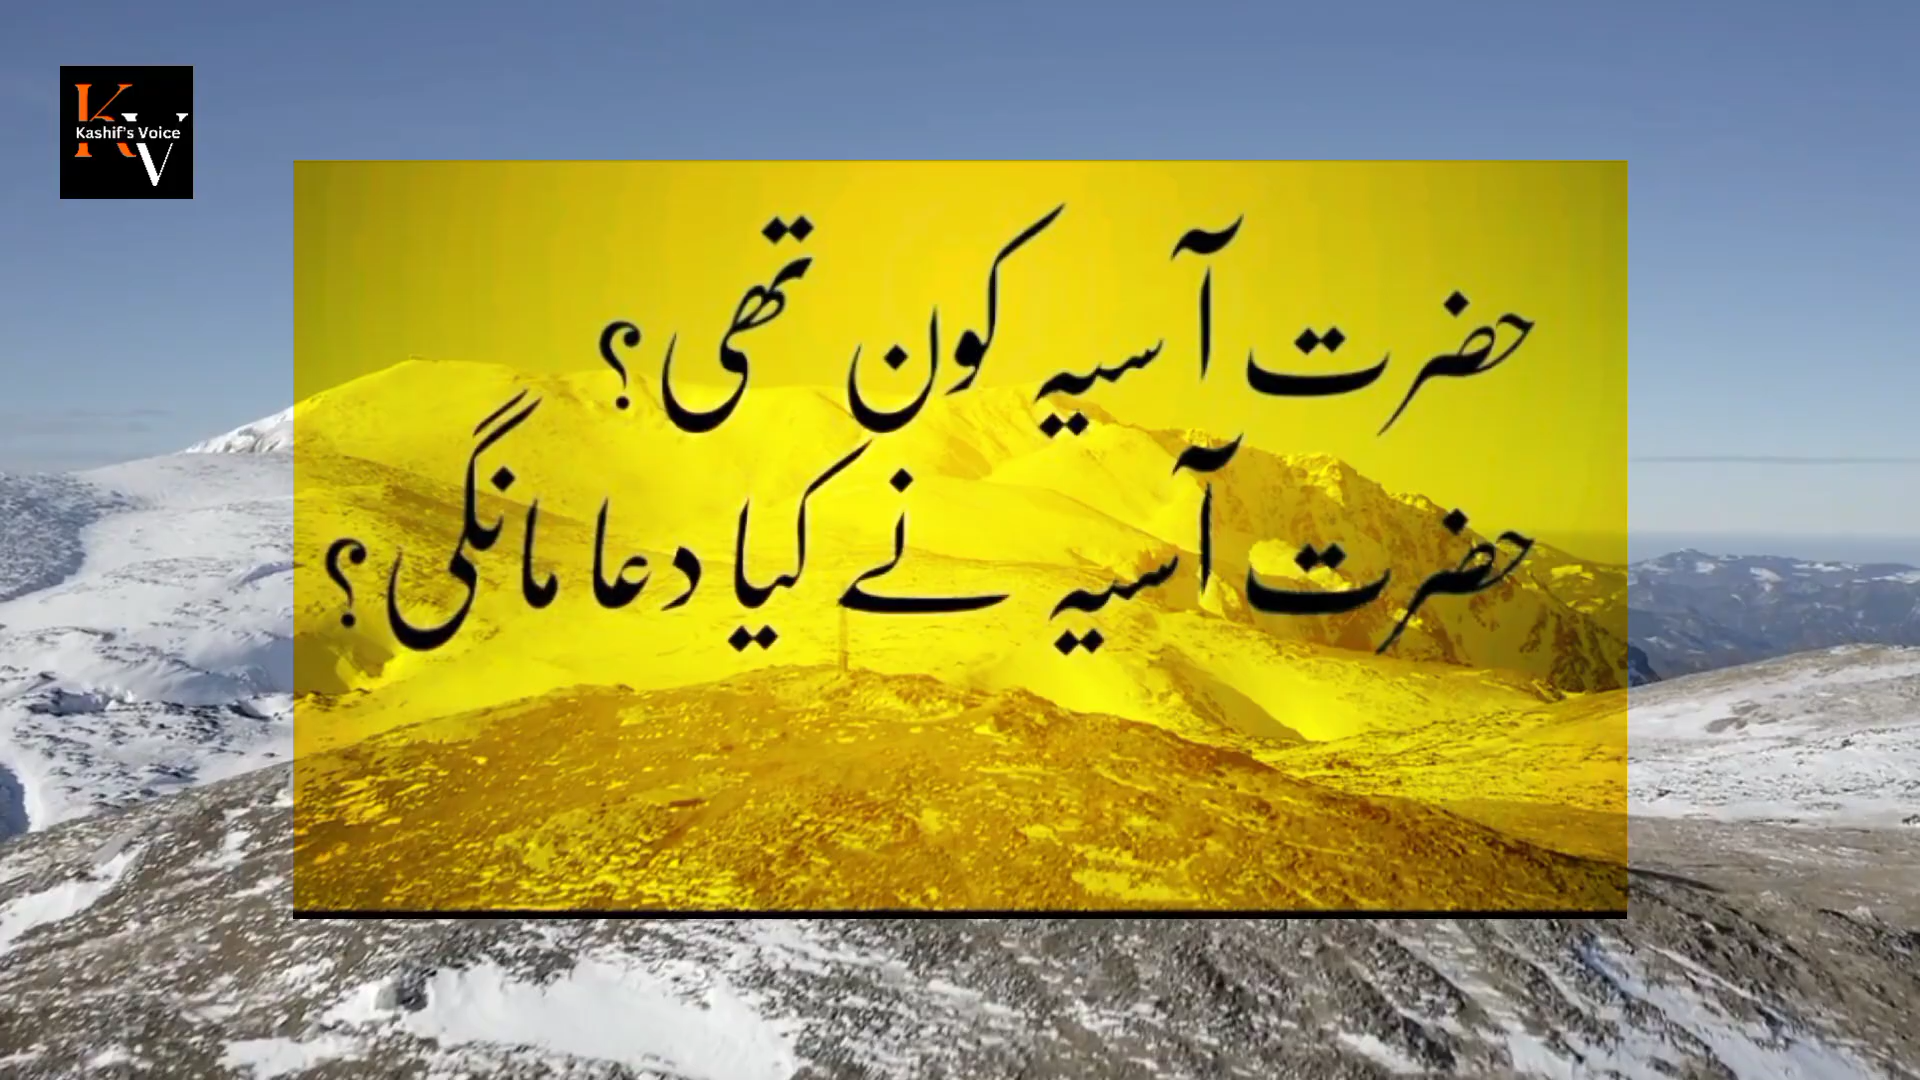 KV
Kashif's Voice
حضرت آسیہ کون تھی؟
حضرت آسیہ نے کیا دعا مانگی؟